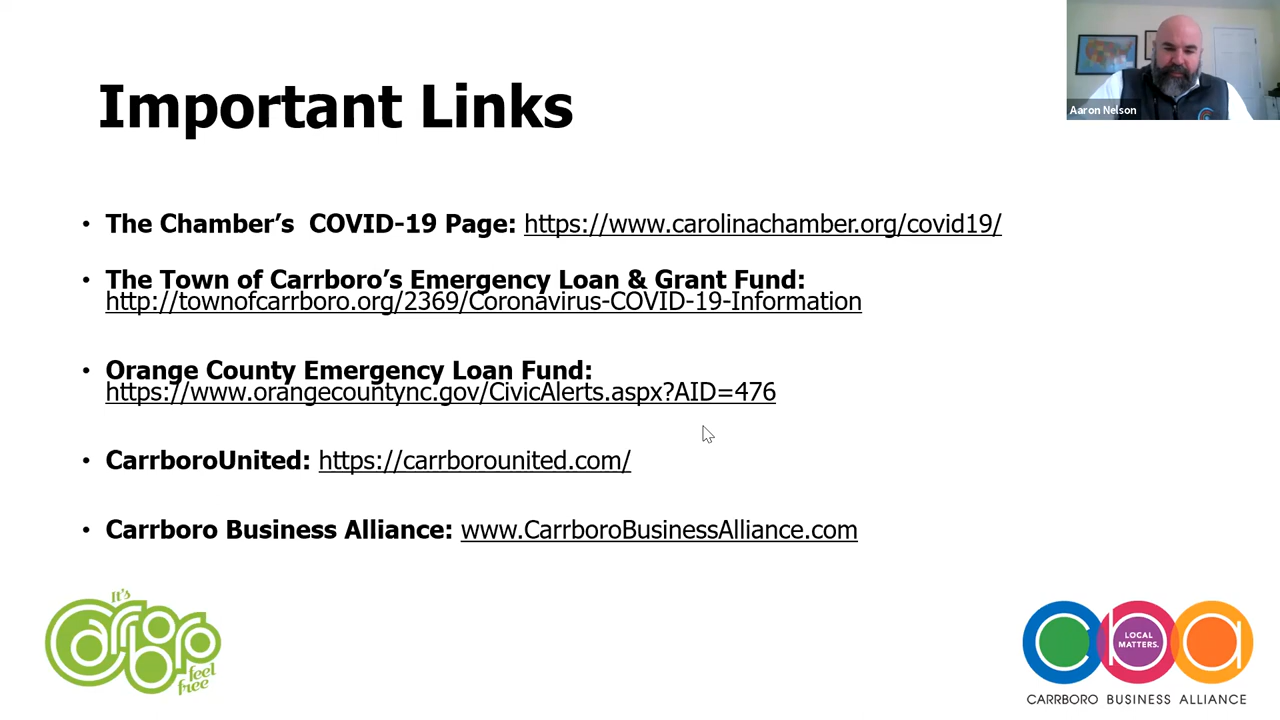 Aaron Nelson
Important Links
• The Chamber’s  COVID-19 Page: https://www.carolinachamber.org/covid19/
• The Town of Carrboro’s Emergency Loan & Grant Fund:
http://townofcarrboro.org/2369/Coronavirus-COVID-19-Information
• Orange County Emergency Loan Fund:
https://www.orangecountync.gov/CivicAlerts.aspx?AID=476
• CarrboroUnited: https://carrborounited.com/
• Carrboro Business Alliance: www.CarrboroBusinessAlliance.com
It's
Carrboro
feel
free
cba
LOCAL
MATTERS.
CARRBORO BUSINESS ALLIANCE